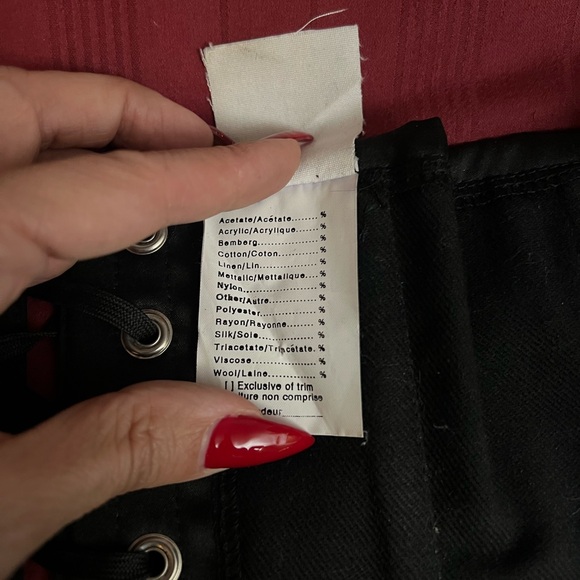 Acetate/Acétate....... %
Acrylic/Acrylique...... %
Bemberg.................. %
Cotton/Coton............ %
Linen/Lin.................. %
Metallic/Mettalique... %
Nylon...................... %
Other/Autre.............. %
Polyester................. %
Rayon/Rayonne........ %
Silk/Soie.................. %
Triacetate/Triacétate. %
Viscose................... %
Wool/Laine............... %
[ ] Exclusive of trim
non comprise